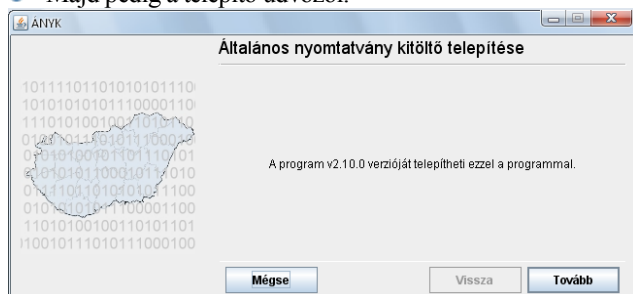 Majd pedig a telepítő üdvözöl:
ÁNYK
Általános nyomtatvány kitöltő telepítése
A program v2.10.0 verzióját telepítheti ezzel a programmal.
Mégse
Vissza
Tovább